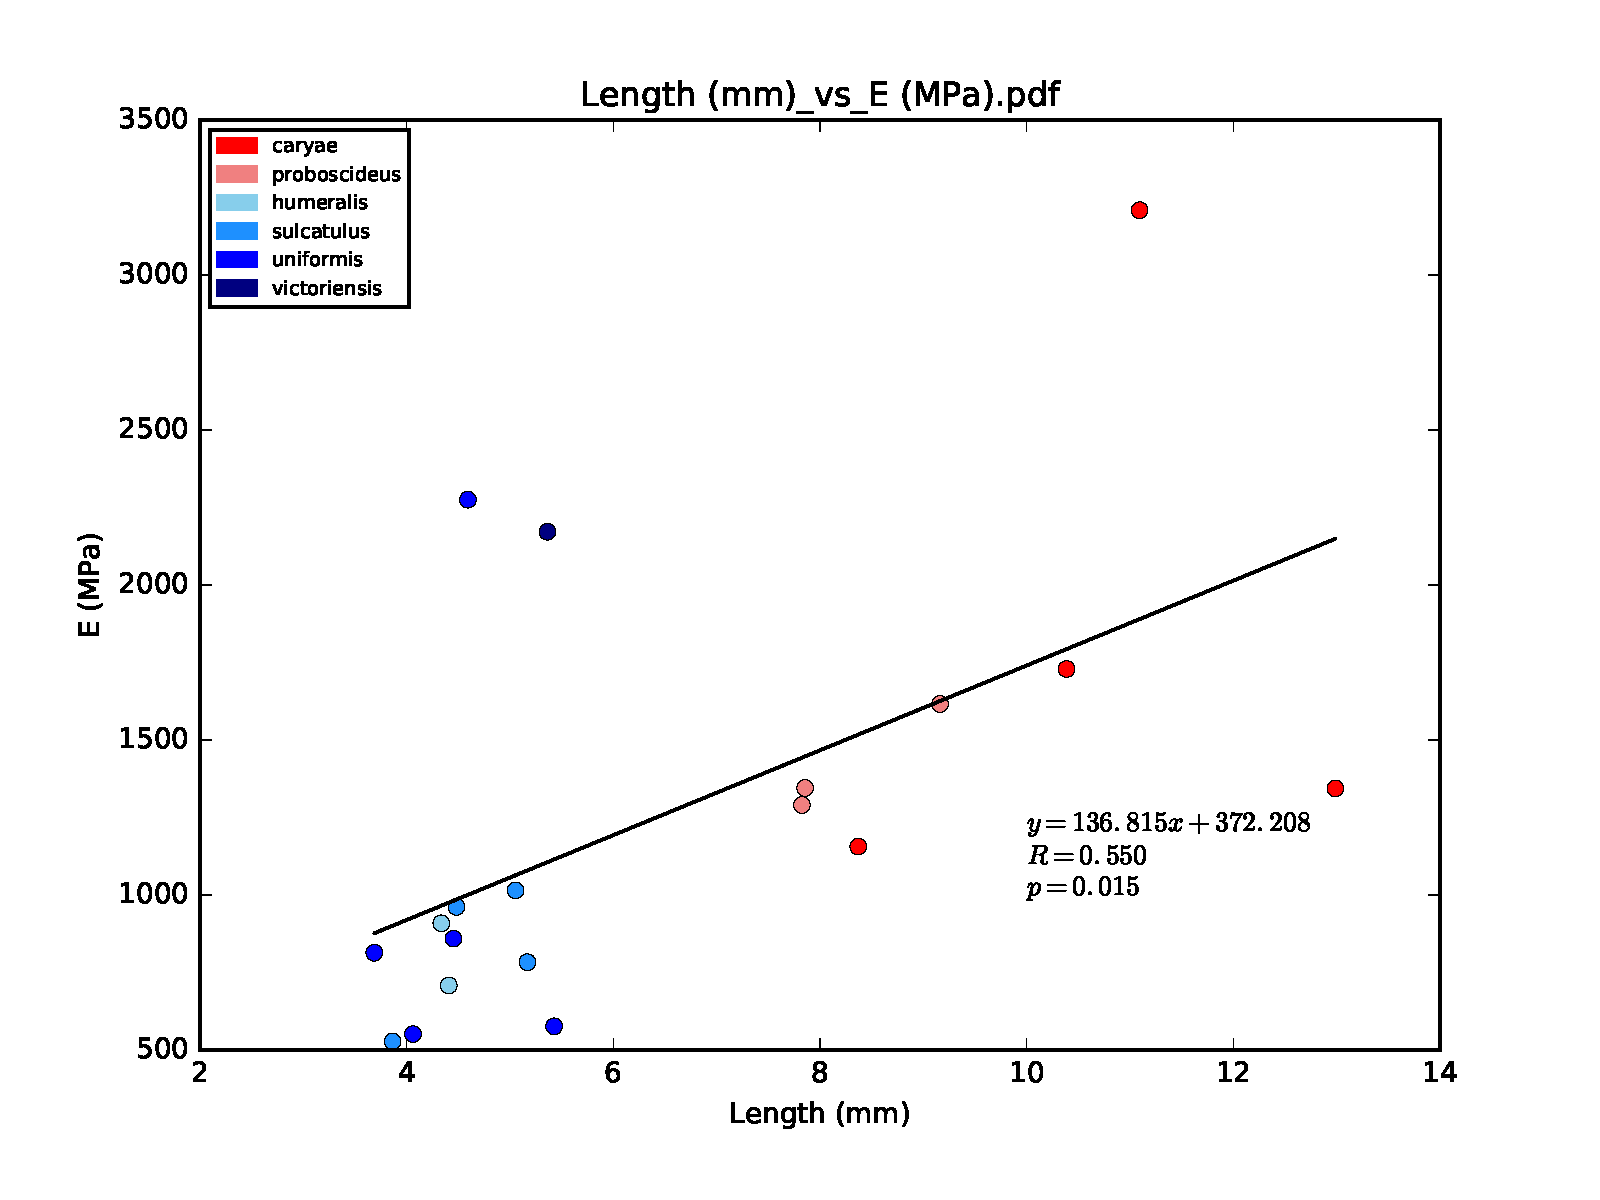 Length (mm)_vs_E (MPa).pdf
3500
3000
2500
2000
1500
1000
500
E (MPa)
caryae
proboscideus
humeralis
sulcatulus
uniformis
victoriensis
y = 136.815x + 372.208
R = 0.550
p = 0.015
2 4 6 8 10 12 14
Length (mm)